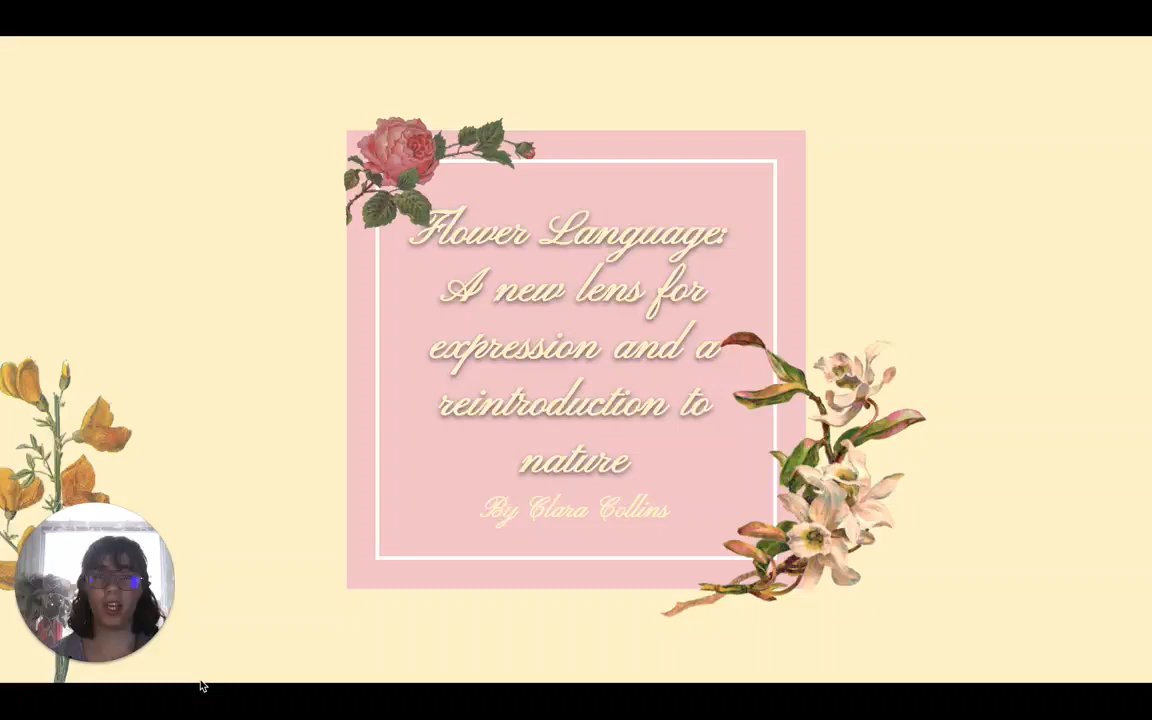 Flower Language:
A new lens for
expression and a
reintroduction to
nature
By Clara Collins